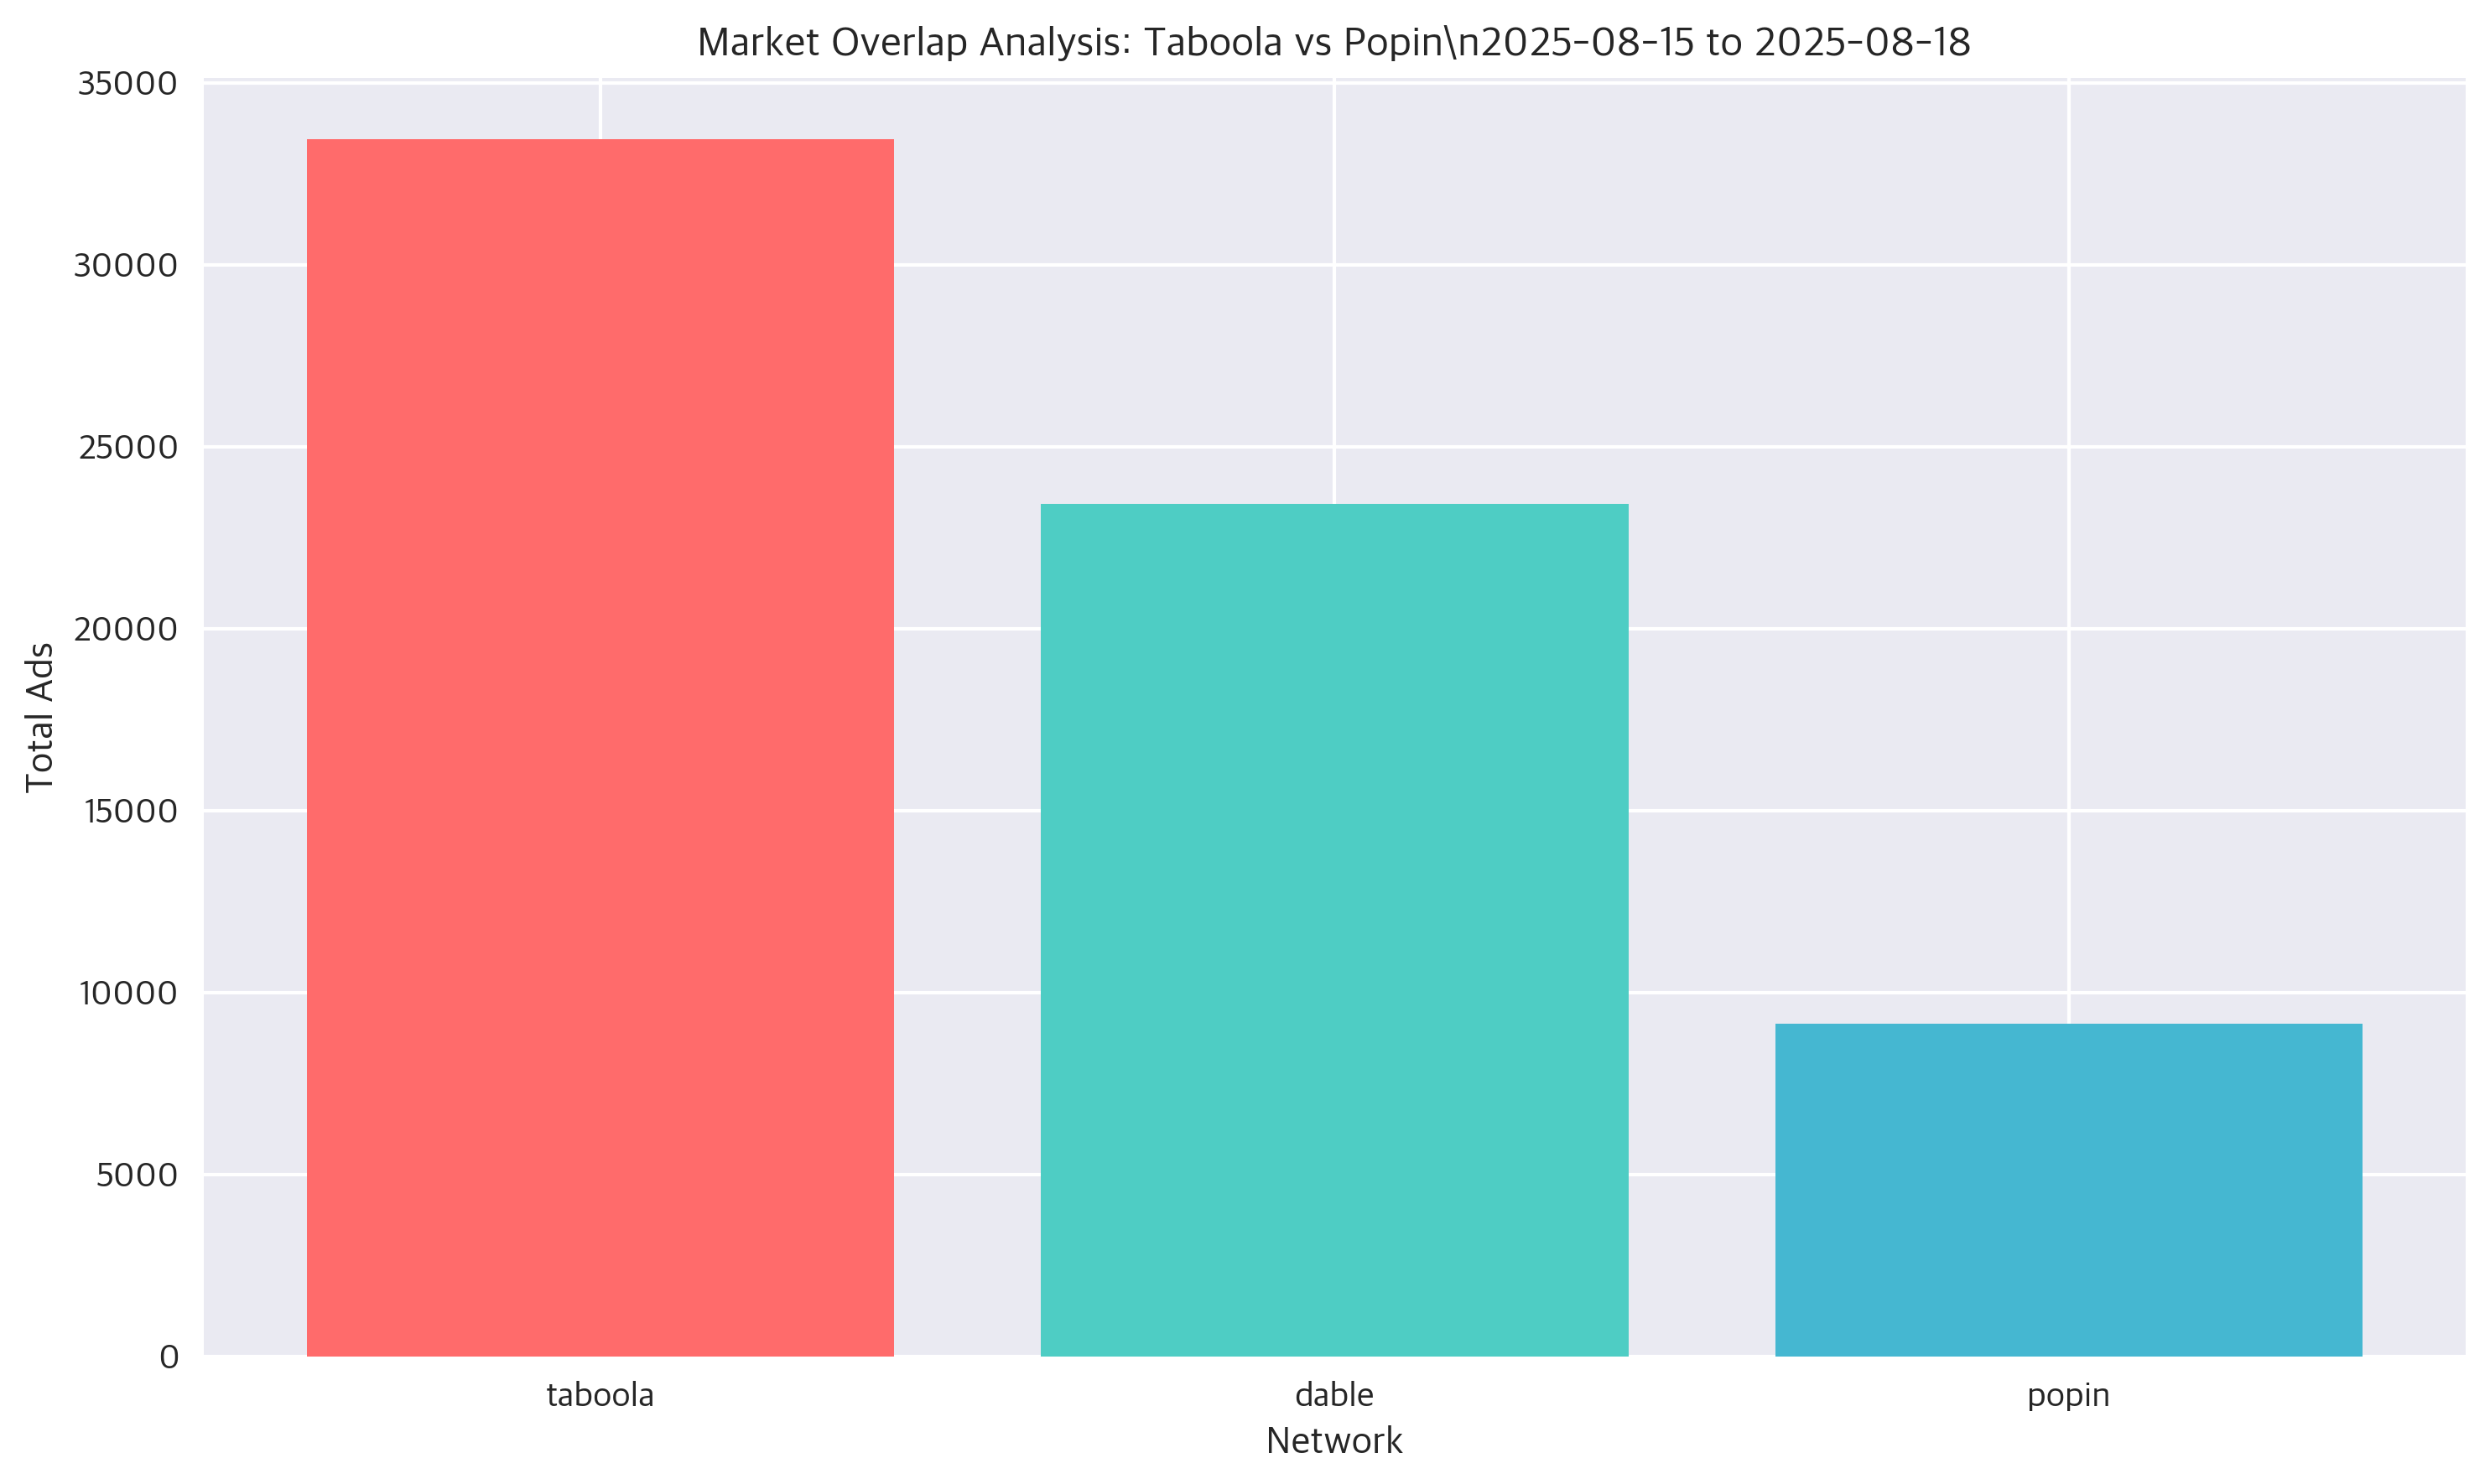 Market Overlap Analysis: Taboola vs Popin\n2025-08-15 to 2025-08-18
35000
30000
25000
20000
15000
10000
5000
0
Total Ads
taboola
dable
popin
Network